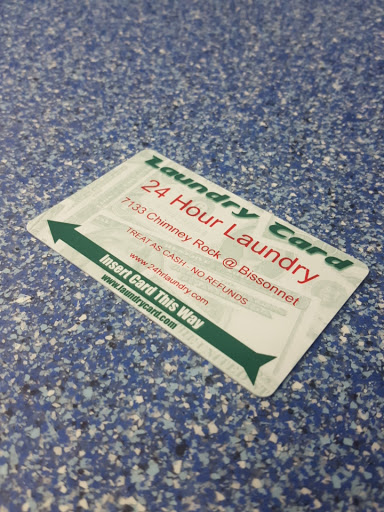 Laundry Card
24 Hour Laundry
7133 Chimney Rock @ Bissonnet
TREAT AS CASH . NO REFUNDS
www.24hrlaundry.com
Insert Card This Way
www.laundrycard.com